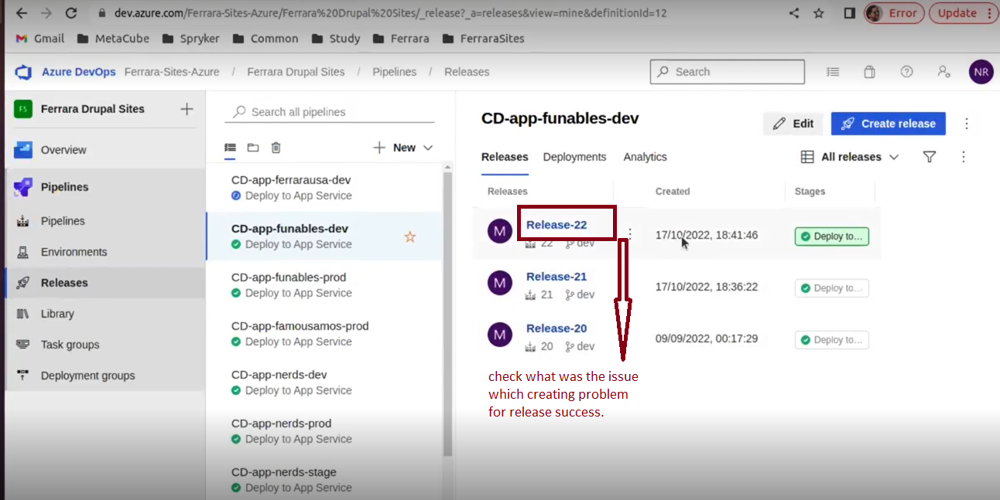 dev.azure.com/Ferrara-Sites-Azure/Ferrara%20Drupal%20Sites/_release?_a=releases&view=mine&definitionId=12
Error
Update
Gmail
MetaCube
Spryker
Common
Study
Ferrara
FerraraSites
Azure DevOps
Ferrara-Sites-Azure
/
Ferrara Drupal Sites
/
Pipelines
/
Releases
Search
NR
FS
Ferrara Drupal Sites
Overview
Pipelines
Pipelines
Environments
Releases
Library
Task groups
Deployment groups
Search all pipelines
New
CD-app-ferrarausa-dev
Deploy to App Service
CD-app-funables-dev
Deploy to App Service
CD-app-funables-prod
Deploy to App Service
CD-app-famousamos-prod
Deploy to App Service
CD-app-nerds-dev
Deploy to App Service
CD-app-nerds-prod
Deploy to App Service
CD-app-nerds-stage
Deploy to App Service
CD-app-funables-dev
Edit
Create release
Releases
Deployments
Analytics
All releases
Releases
Created
Stages
M
Release-22
22
dev
17/10/2022, 18:41:46
Deploy to...
M
Release-21
21
dev
17/10/2022, 18:36:22
Deploy to...
M
Release-20
20
dev
09/09/2022, 00:17:29
Deploy to...
check what was the issue
which creating problem
for release success.